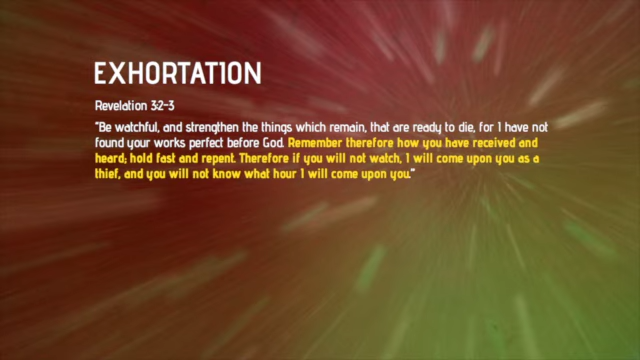 EXHORTATION
Revelation 3:2-3
"Be watchful, and strengthen the things which remain, that are ready to die, for I have not
found your works perfect before God. Remember therefore how you have received and
heard; hold fast and repent. Therefore if you will not watch, I will come upon you as a
thief, and you will not know what hour I will come upon you."